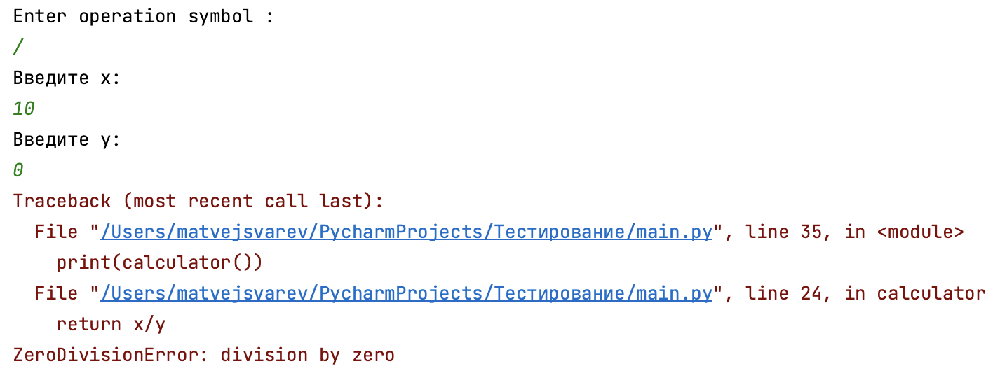 Enter operation symbol :
/
Введите x:
10
Введите y:
0
Traceback (most recent call last):
  File "/Users/matvejsvarev/PycharmProjects/Тестирование/main.py", line 35, in <module>
    print(calculator())
  File "/Users/matvejsvarev/PycharmProjects/Тестирование/main.py", line 24, in calculator
    return x/y
ZeroDivisionError: division by zero